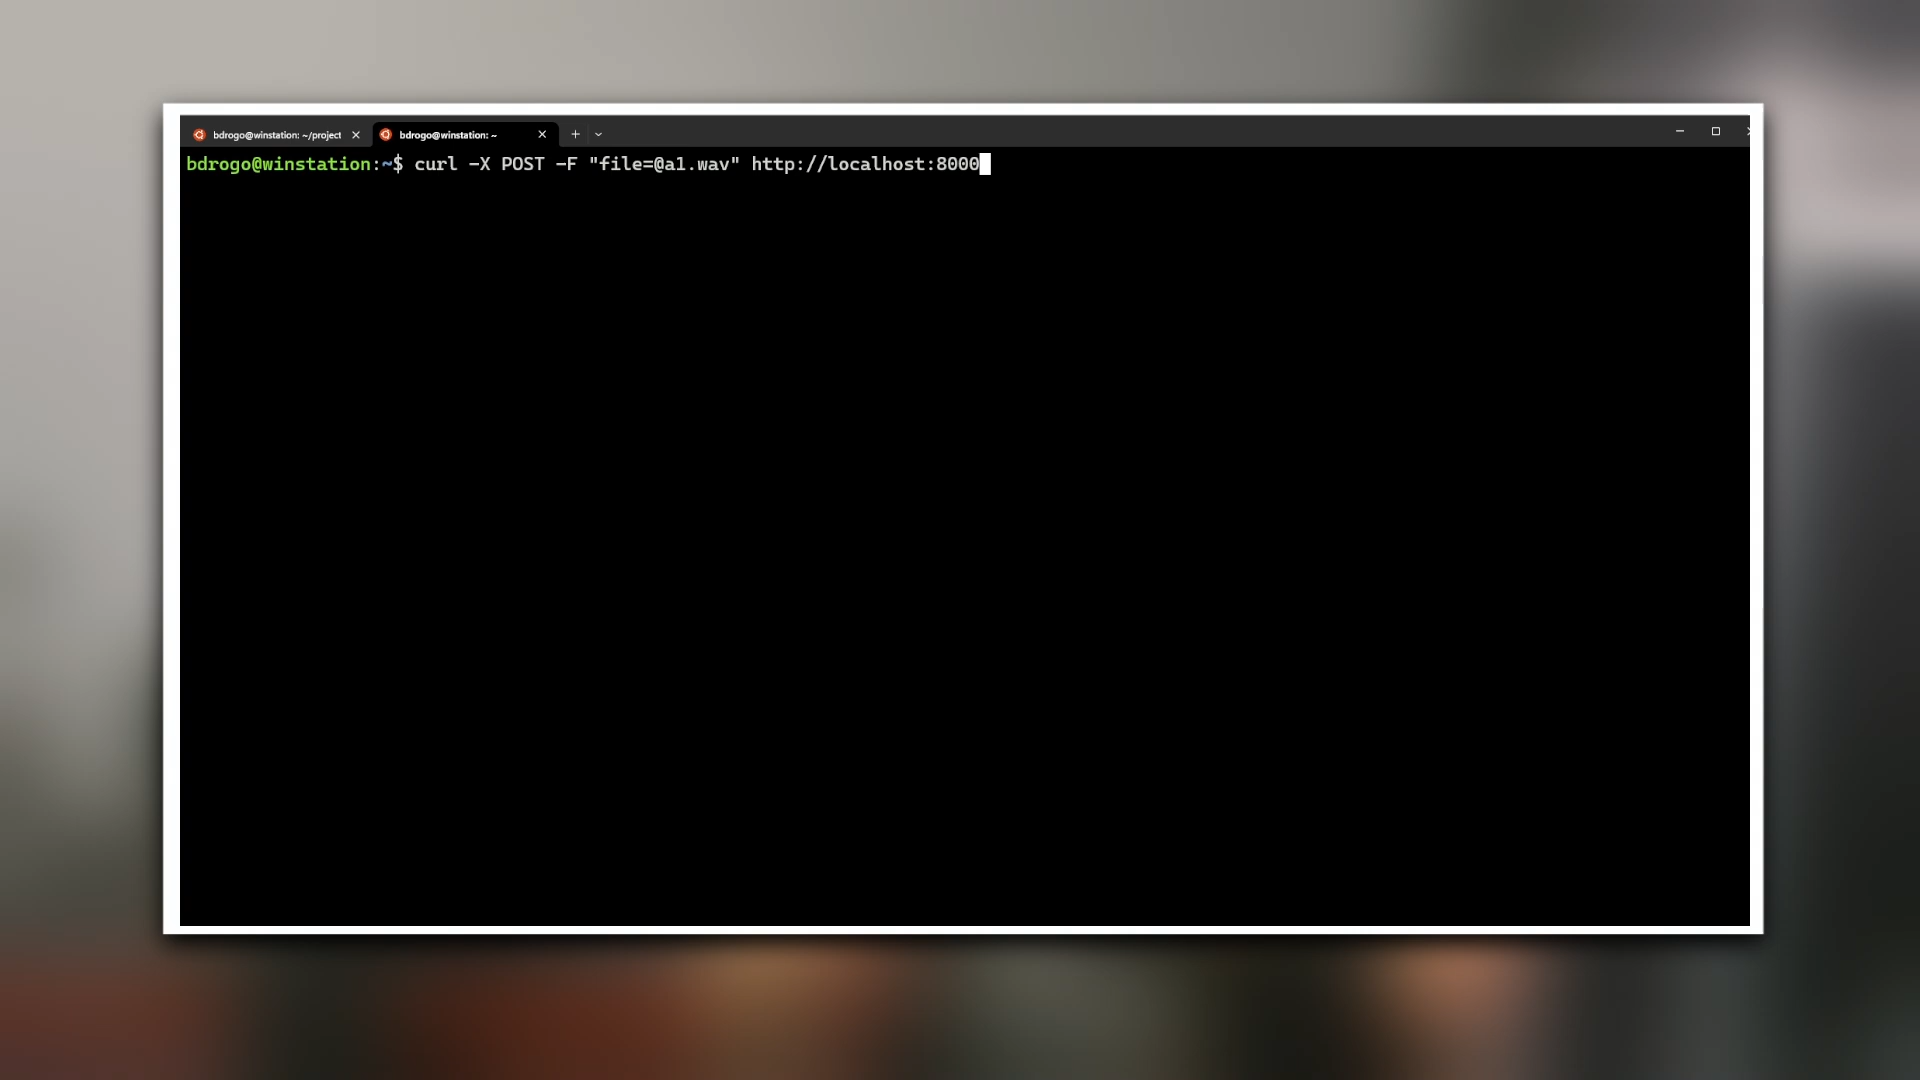 bdrogo@winstation: ~/project
bdrogo@winstation: ~
bdrogo@winstation:~$ curl -X POST -F "file=@a1.wav" http://localhost:8000